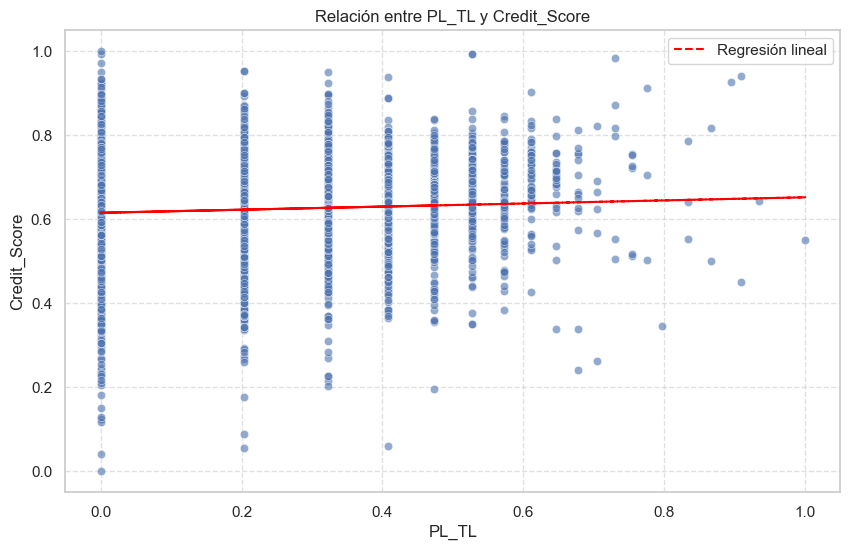 Relación entre PL_TL y Credit_Score
Regresión lineal
1.0
0.8
0.6
0.4
0.2
0.0
Credit_Score
0.0 0.2 0.4 0.6 0.8 1.0
PL_TL